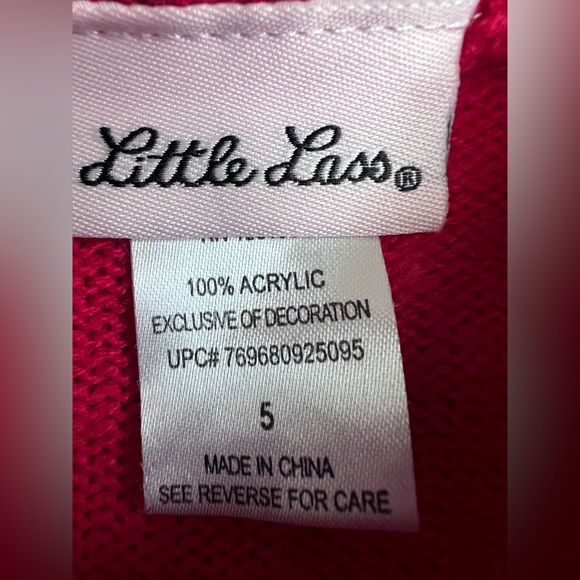 Little Lass®
100% ACRYLIC
EXCLUSIVE OF DECORATION
UPC# 769680925095
5
MADE IN CHINA
SEE REVERSE FOR CARE